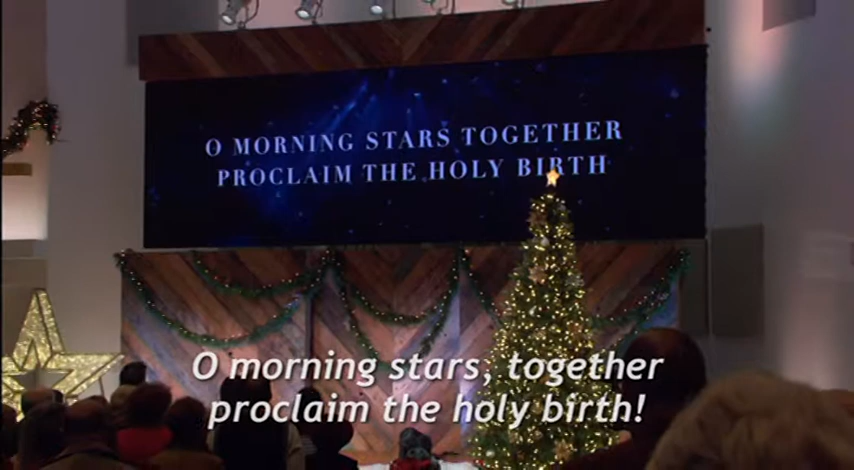 O MORNING STARS TOGETHER
PROCLAIM THE HOLY BIRTH
O morning stars, together
proclaim the holy birth!